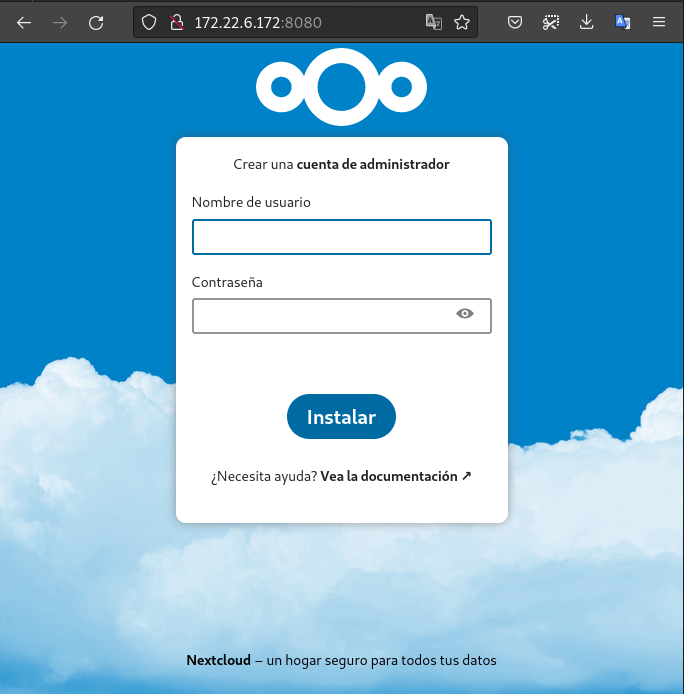 172.22.6.172:8080
Crear una cuenta de administrador
Nombre de usuario
Contraseña
Instalar
¿Necesita ayuda? Vea la documentación ↗
Nextcloud – un hogar seguro para todos tus datos